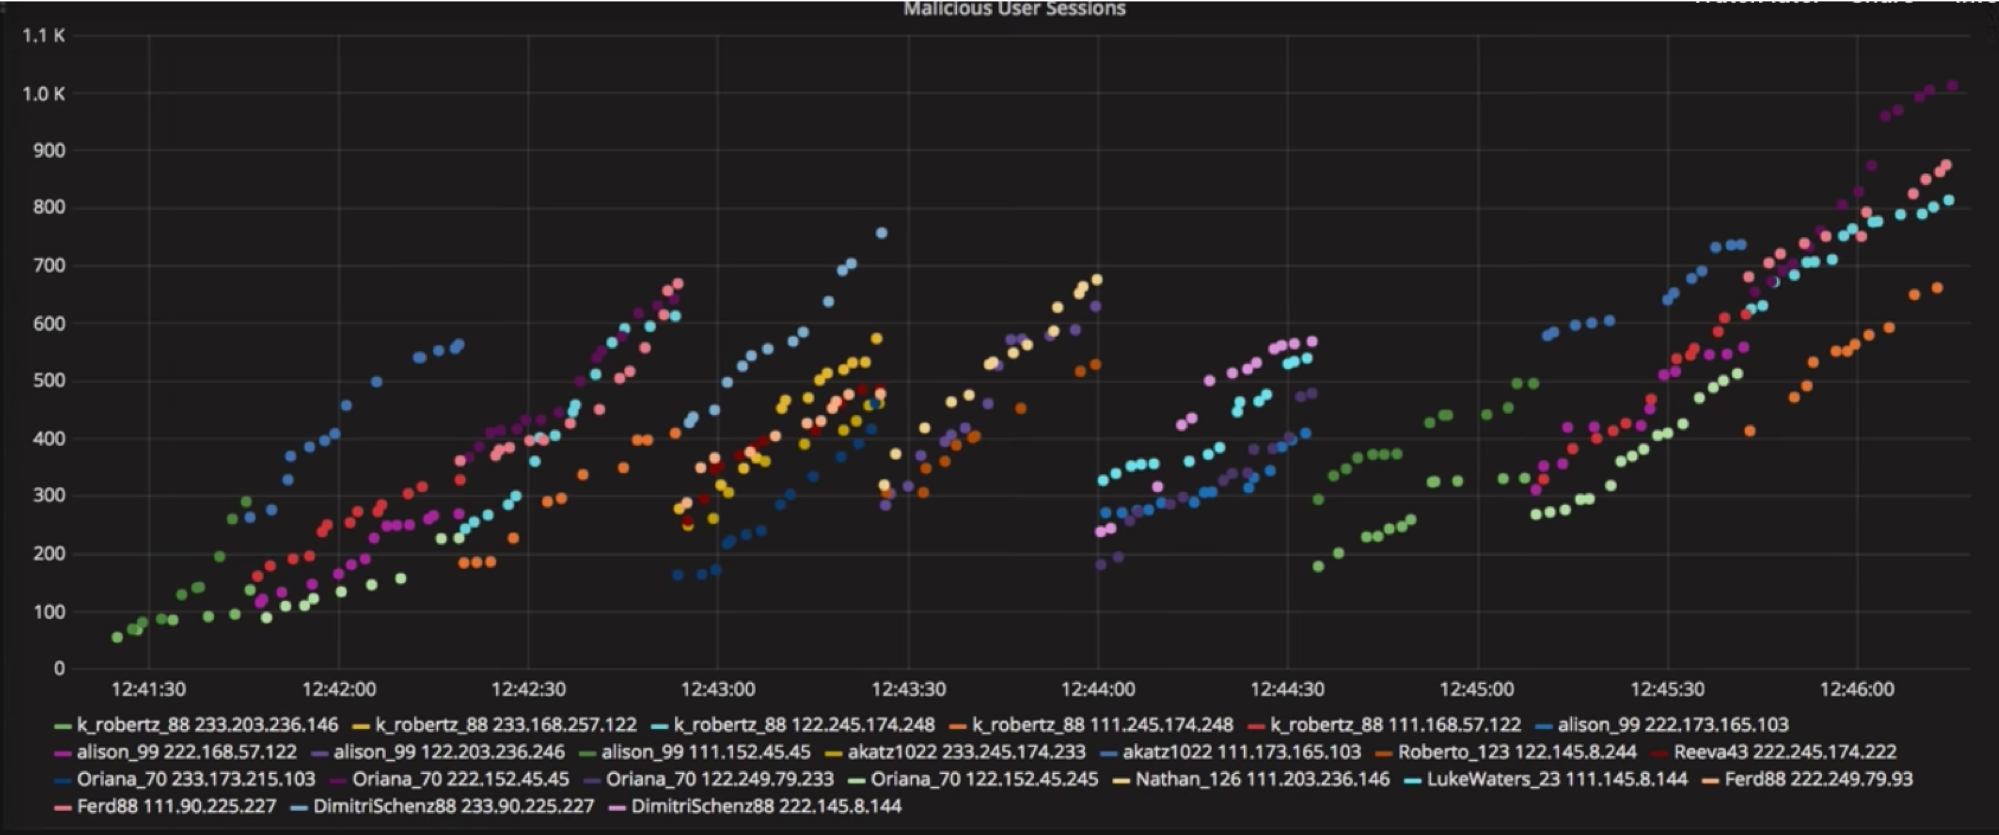 Malicious User Sessions
1.1 K
1.0 K
900
800
700
600
500
400
300
200
100
0
12:41:30 12:42:00 12:42:30 12:43:00 12:43:30 12:44:00 12:44:30 12:45:00 12:45:30 12:46:00
k_robertz_88 233.203.236.146 k_robertz_88 233.168.257.122 k_robertz_88 122.245.174.248 k_robertz_88 111.245.174.248 k_robertz_88 111.168.57.122 alison_99 222.173.165.103
alison_99 222.168.57.122 alison_99 122.203.236.246 alison_99 111.152.45.45 akatz1022 233.245.174.233 akatz1022 111.173.165.103 Roberto_123 122.145.8.244 Reeva43 222.245.174.222
Oriana_70 233.173.215.103 Oriana_70 222.152.45.45 Oriana_70 122.249.79.233 Oriana_70 122.152.45.245 Nathan_126 111.203.236.146 LukeWaters_23 111.145.8.144 Ferd88 222.249.79.93
Ferd88 111.90.225.227 DimitriSchenz88 233.90.225.227 DimitriSchenz88 222.145.8.144